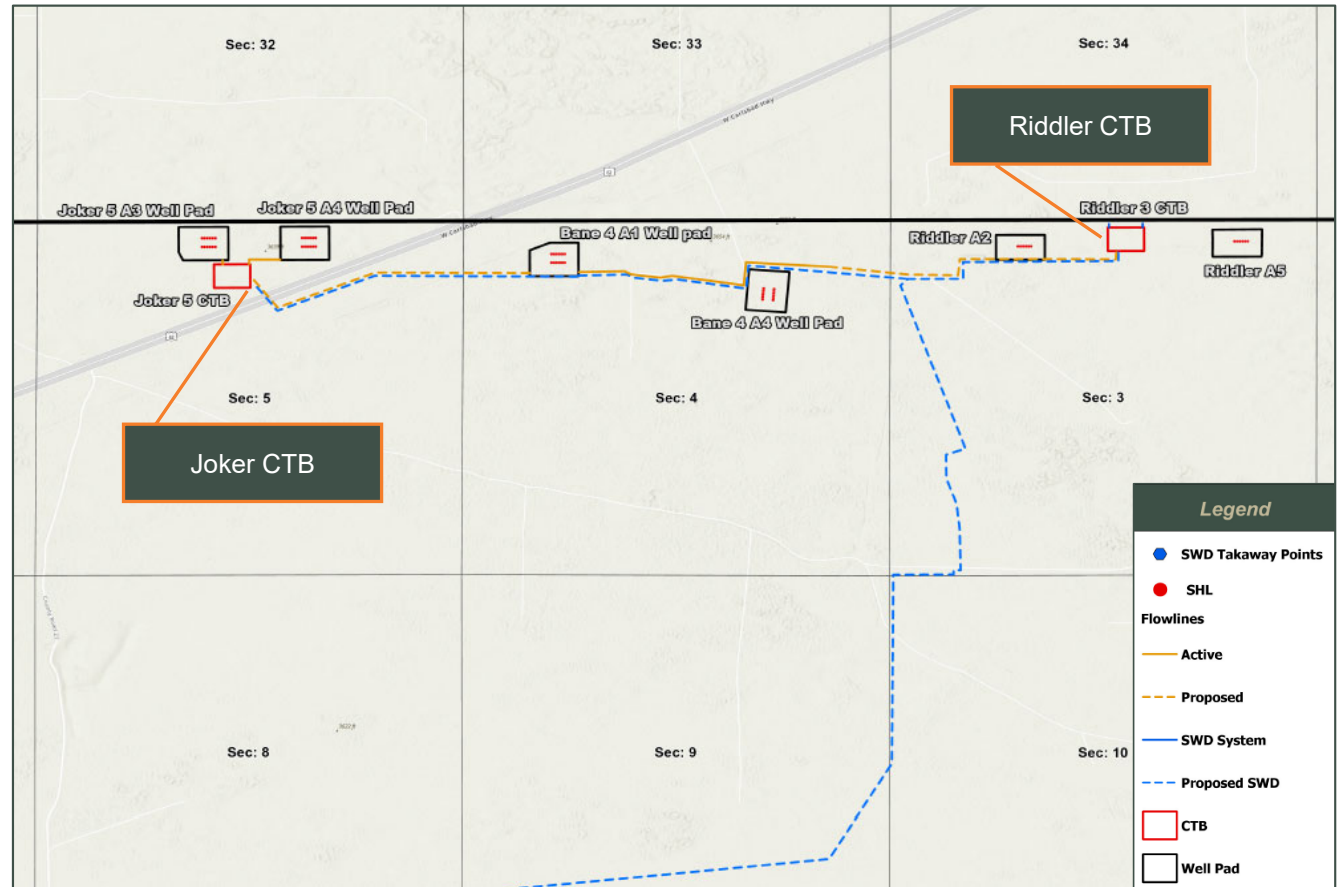 Sec: 32
Sec: 33
Sec: 34
W Carlsbad Hwy
Riddler CTB
Joker 5 A3 Well Pad
Joker 5 A4 Well Pad
Riddler 3 CTB
Bane 4 A1 Well pad
Riddler A2
Riddler A5
Joker 5 CTB
Bane 4 A4 Well Pad
Sec: 5
Sec: 4
Sec: 3
Joker CTB
Legend
SWD Takaway Points
SHL
Flowlines
Active
Proposed
SWD System
Proposed SWD
CTB
Well Pad
Sec: 8
Sec: 9
Sec: 10